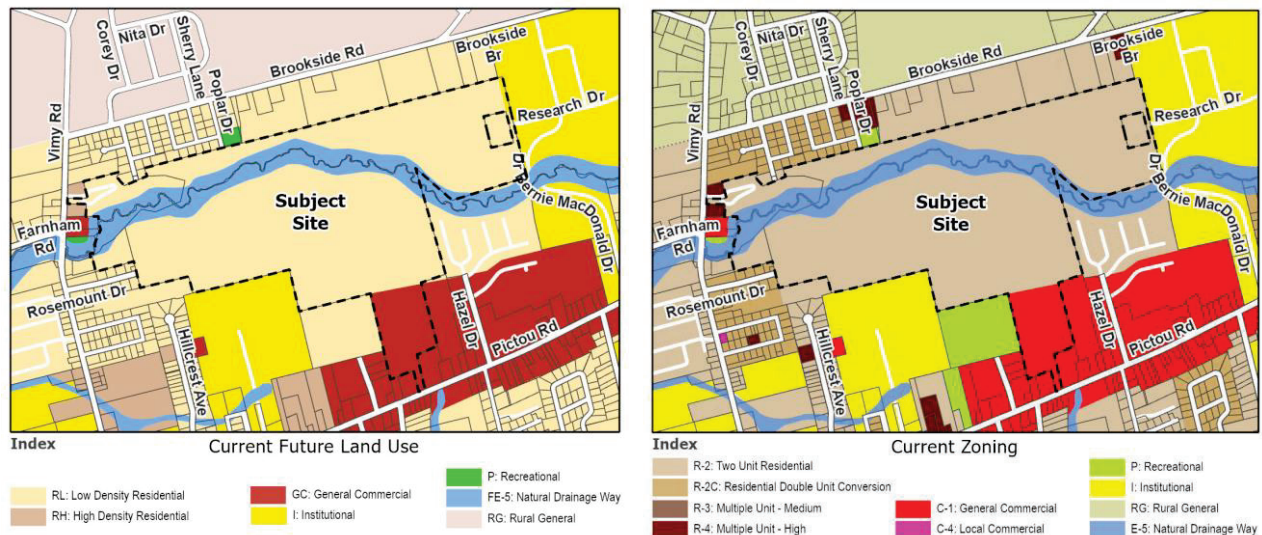 Corey Dr
Nita Dr
Sherry Lane
Poplar Dr
Brookside Rd
Brookside
Br
Vimy Rd
Research Dr
Dr Bernie MacDonald Dr
Subject
Site
Farnham
Rd
Rosemount Dr
Hillcrest Ave
Hazel Dr
Pictou Rd
Index
Current Future Land Use
RL: Low Density Residential
RH: High Density Residential
GC: General Commercial
I: Institutional
P: Recreational
FE-5: Natural Drainage Way
RG: Rural General
Corey Dr
Nita Dr
Sherry Lane
Poplar Dr
Brookside Rd
Brookside
Br
Vimy Rd
Research Dr
Dr Bernie MacDonald Dr
Subject
Site
Farnham
Rd
Rosemount Dr
Hillcrest Ave
Hazel Dr
Pictou Rd
Index
Current Zoning
R-2: Two Unit Residential
R-2C: Residential Double Unit Conversion
R-3: Multiple Unit - Medium
R-4: Multiple Unit - High
C-1: General Commercial
C-4: Local Commercial
P: Recreational
I: Institutional
RG: Rural General
E-5: Natural Drainage Way